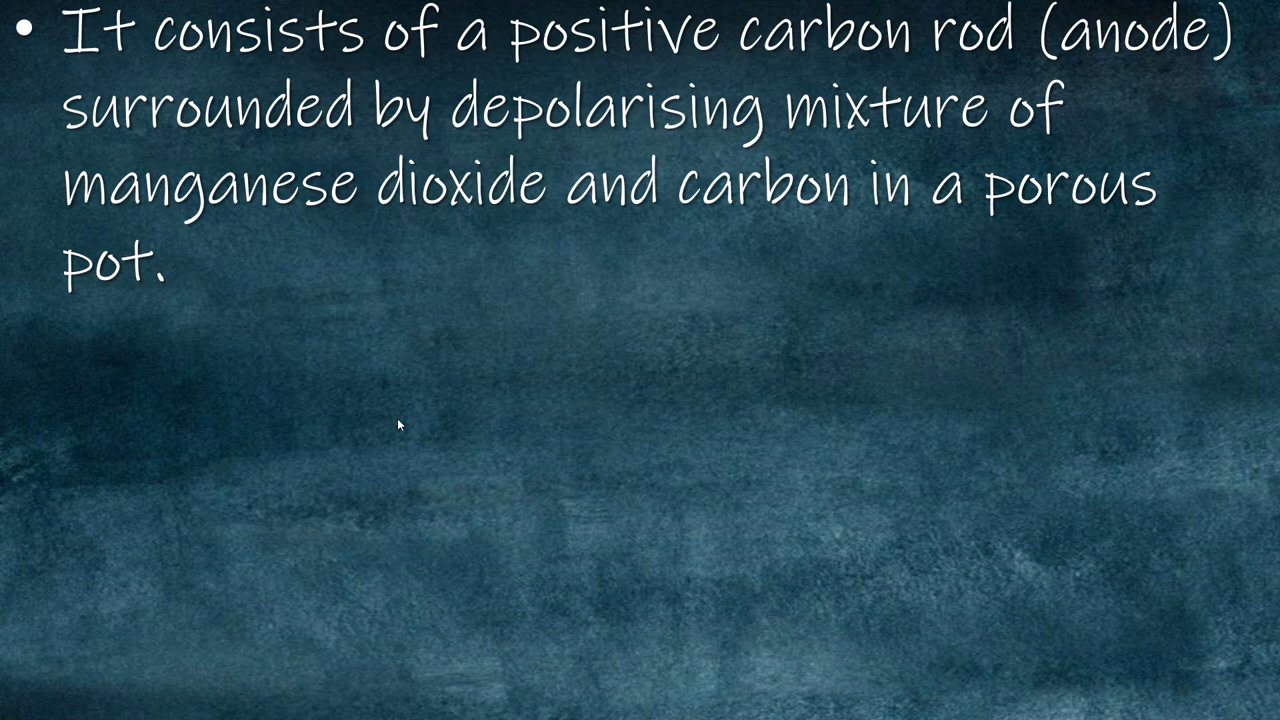 • It consists of a positive carbon rod (anode)
surrounded by depolarising mixture of
manganese dioxide and carbon in a porous
pot.